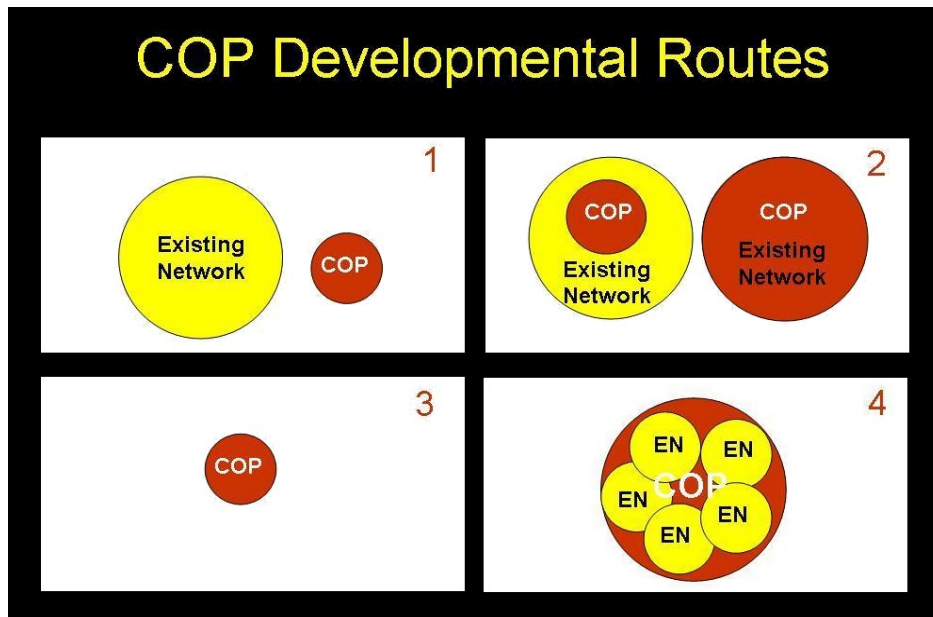 COP Developmental Routes
1
Existing
Network
COP
2
COP
Existing
Network
COP
Existing
Network
3
COP
4
EN
EN
COP
EN
EN
EN